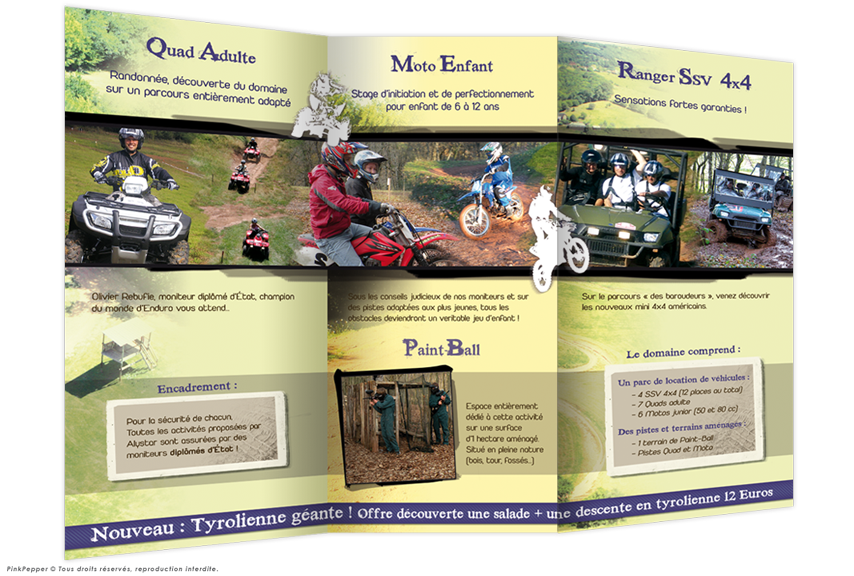 Quad Adulte
Randonnée, découverte du domaine
sur un parcours entièrement adapté
Olivier Rebufie, moniteur diplômé d'État, champion
du monde d'Enduro vous attend...
Encadrement :
Pour la sécurité de chacun,
Toutes les activités proposées par
Alystar sont assurées par des
moniteurs diplômés d'État !
Moto Enfant
Stage d'initiation et de perfectionnement
pour enfant de 6 à 12 ans
Sous les conseils judicieux de nos moniteurs et sur
des pistes adaptées aux plus jeunes, tous les
obstacles deviendront un veritable jeu d'enfant !
Paint-Ball
Espace entièrement
dédié à cette activité
sur une surface
d'1 hectare aménagé.
Situé en pleine nature
(bois, tour, fossés...)
Ranger Ssv 4x4
Sensations fortes garanties !
Sur le parcours « des baroudeurs », venez découvrir
les nouveaux mini 4x4 américains.
Le domaine comprend :
Un parc de location de véhicules :
- 4 SSV 4x4 (12 places au total)
- 7 Quads adulte
- 6 Motos junior (50 et 80 cc)
Des pistes et terrains aménagés :
- 1 terrain de Paint-Ball
- Pistes Quad et Moto
Nouveau : Tyrolienne géante ! Offre découverte une salade + une descente en tyrolienne 12 Euros
PinkPepper © Tous droits réservés, reproduction interdite.